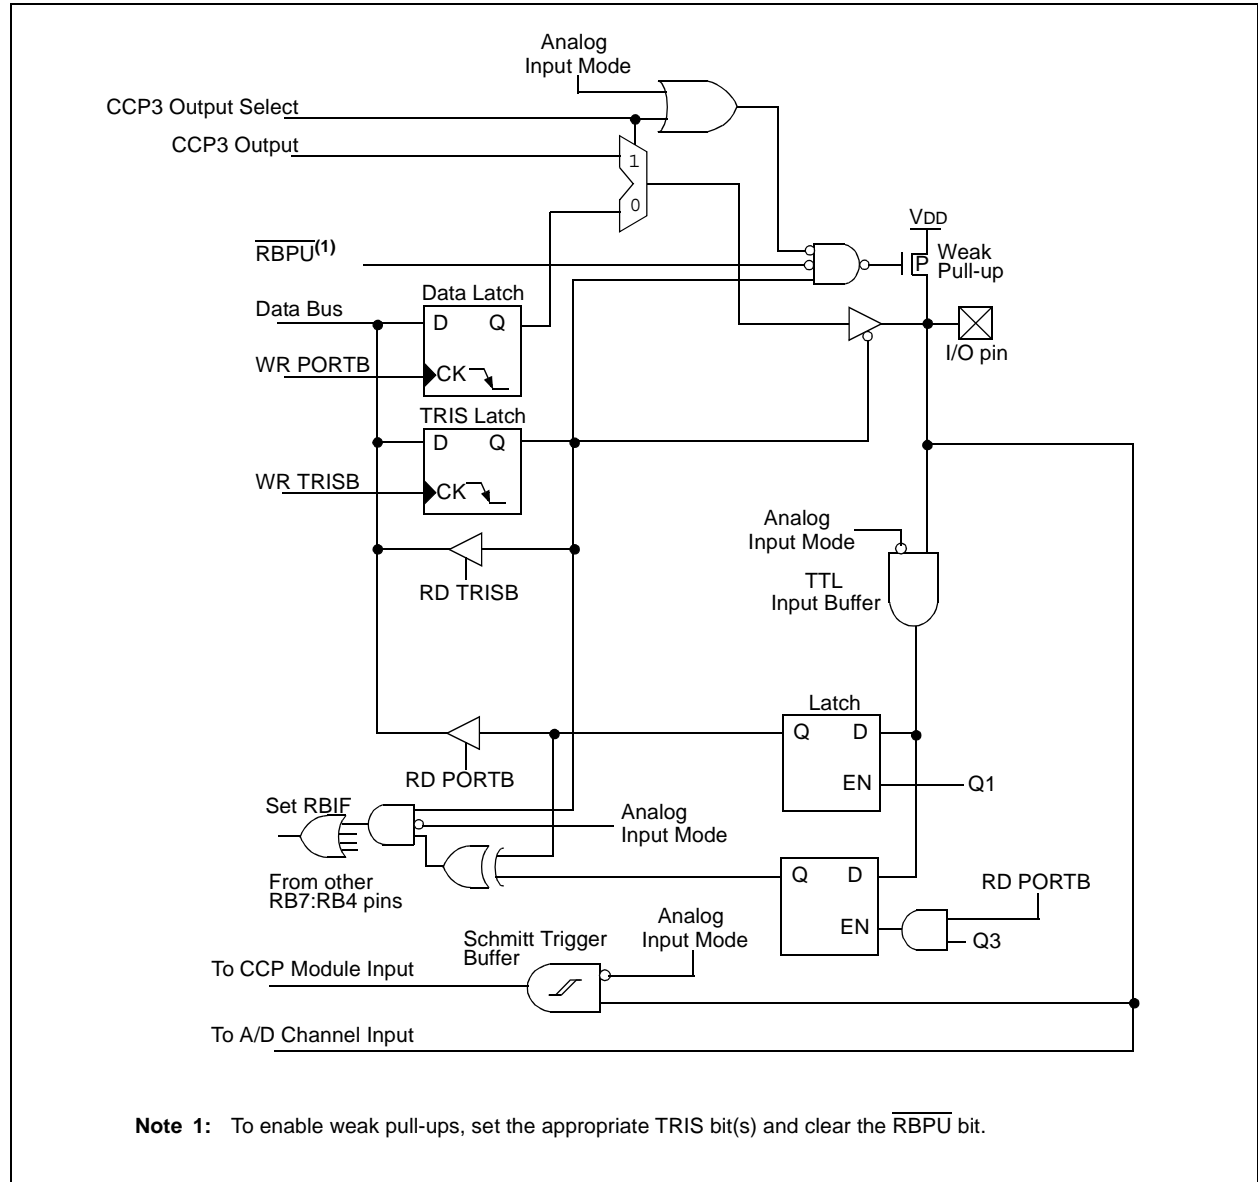 Analog
Input Mode
CCP3 Output Select
CCP3 Output
1
0
VDD
RBPU(1)
Weak
Pull-up
P
Data Bus
Data Latch
D Q
I/O pin
WR PORTB
CK
TRIS Latch
D Q
WR TRISB
CK
Analog
Input Mode
TTL
Input Buffer
RD TRISB
Latch
Q D
RD PORTB
EN
Q1
Set RBIF
Analog
Input Mode
From other
RB7:RB4 pins
Q D
RD PORTB
EN
Q3
Analog
Input Mode
Schmitt Trigger
Buffer
To CCP Module Input
To A/D Channel Input
Note 1: To enable weak pull-ups, set the appropriate TRIS bit(s) and clear the RBPU bit.